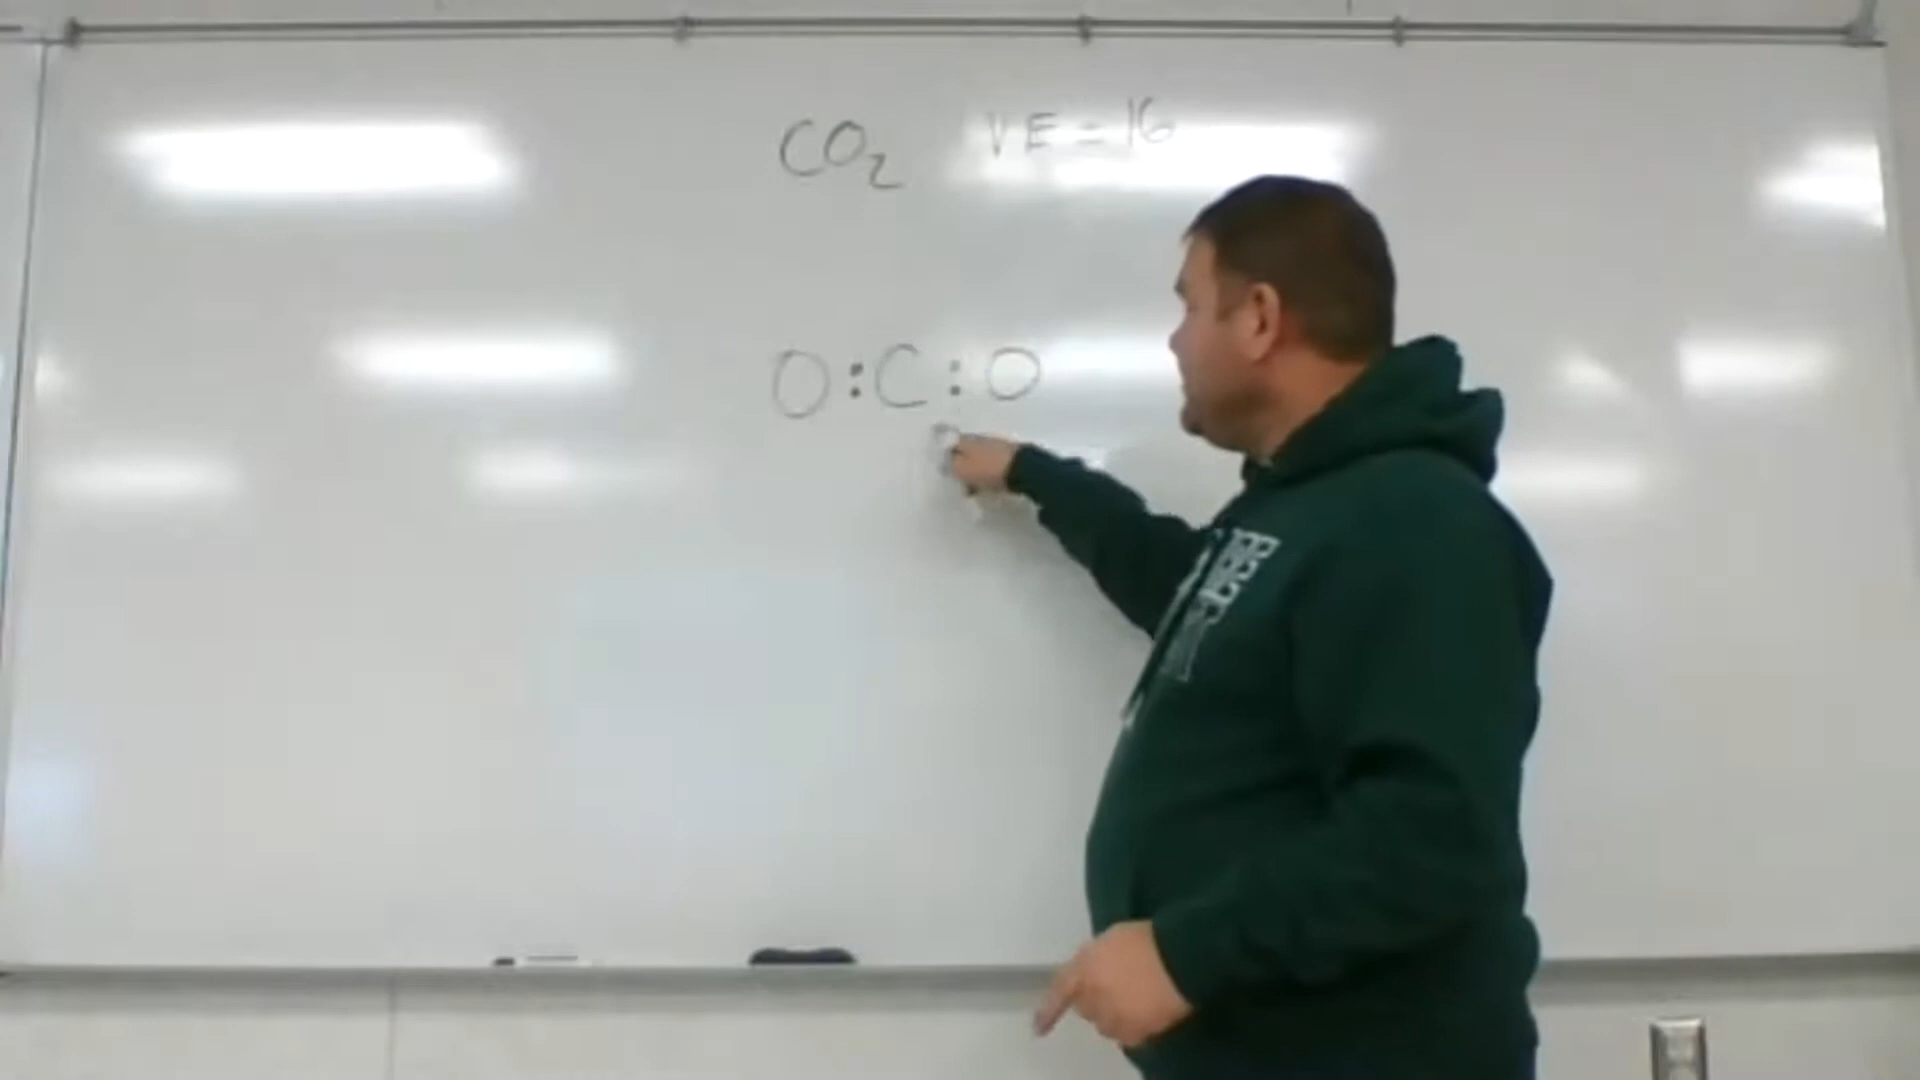 CO₂ VE = 16
O:C:O